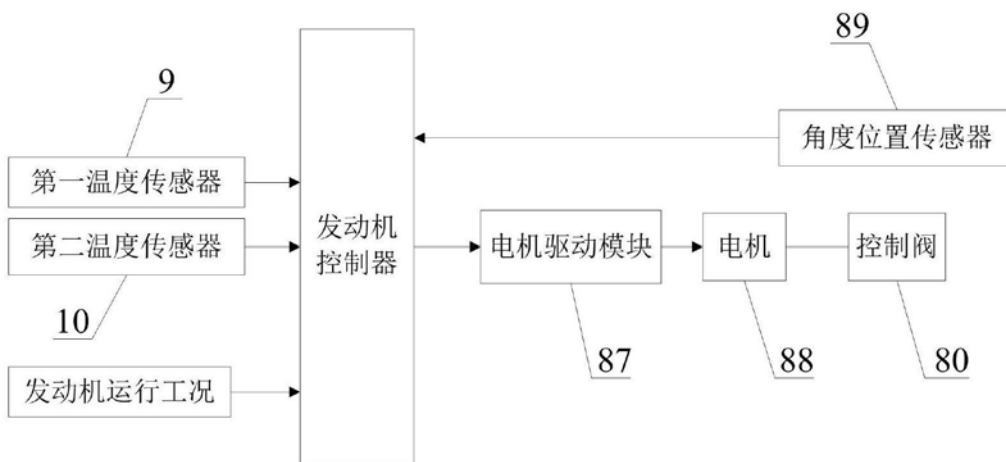 89
9
角度位置传感器
第一温度传感器
发动机
控制器
第二温度传感器
电机驱动模块
电机
控制阀
10
87
88
80
发动机运行工况